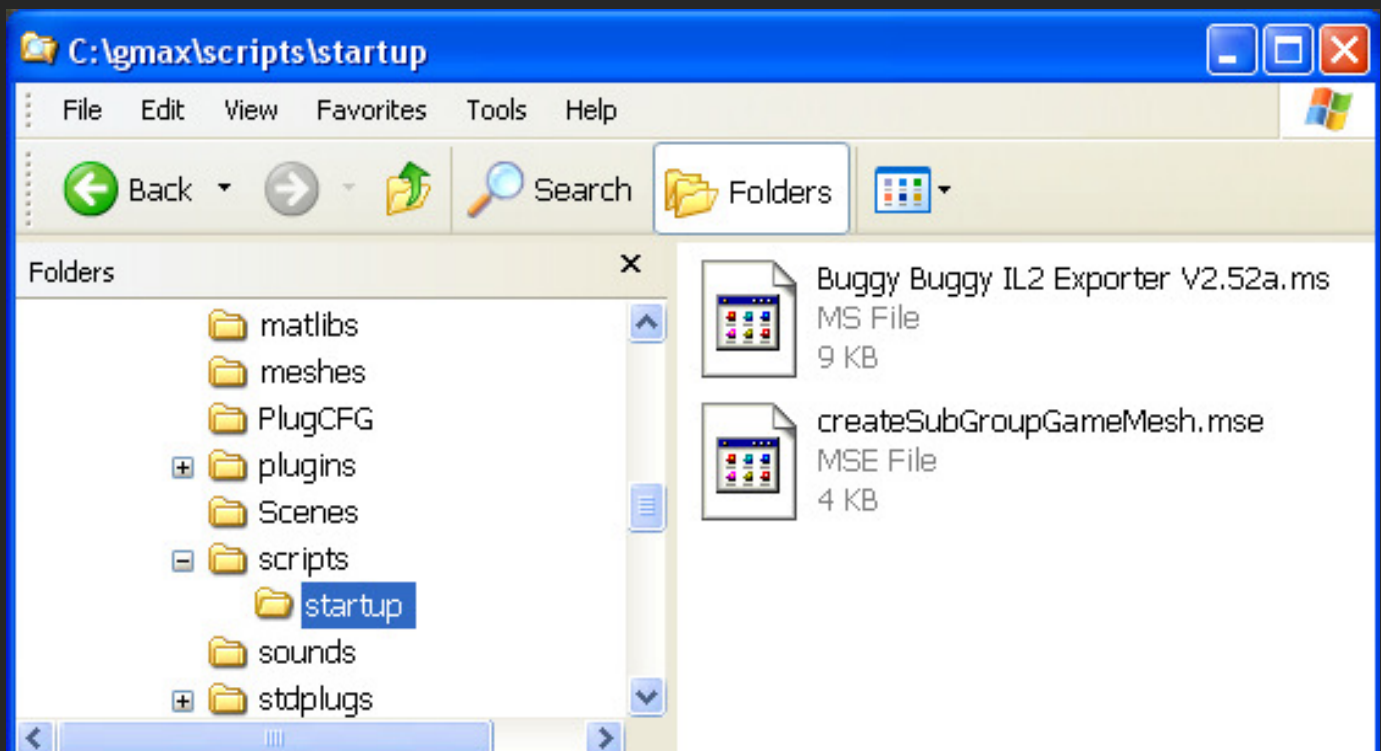 C:\gmax\scripts\startup
File Edit View Favorites Tools Help
Back Search Folders
Folders
matlibs
meshes
PlugCFG
plugins
Scenes
scripts
startup
sounds
stdplugs
Buggy Buggy IL2 Exporter V2.52a.ms
MS File
9 KB
createSubGroupGameMesh.mse
MSE File
4 KB